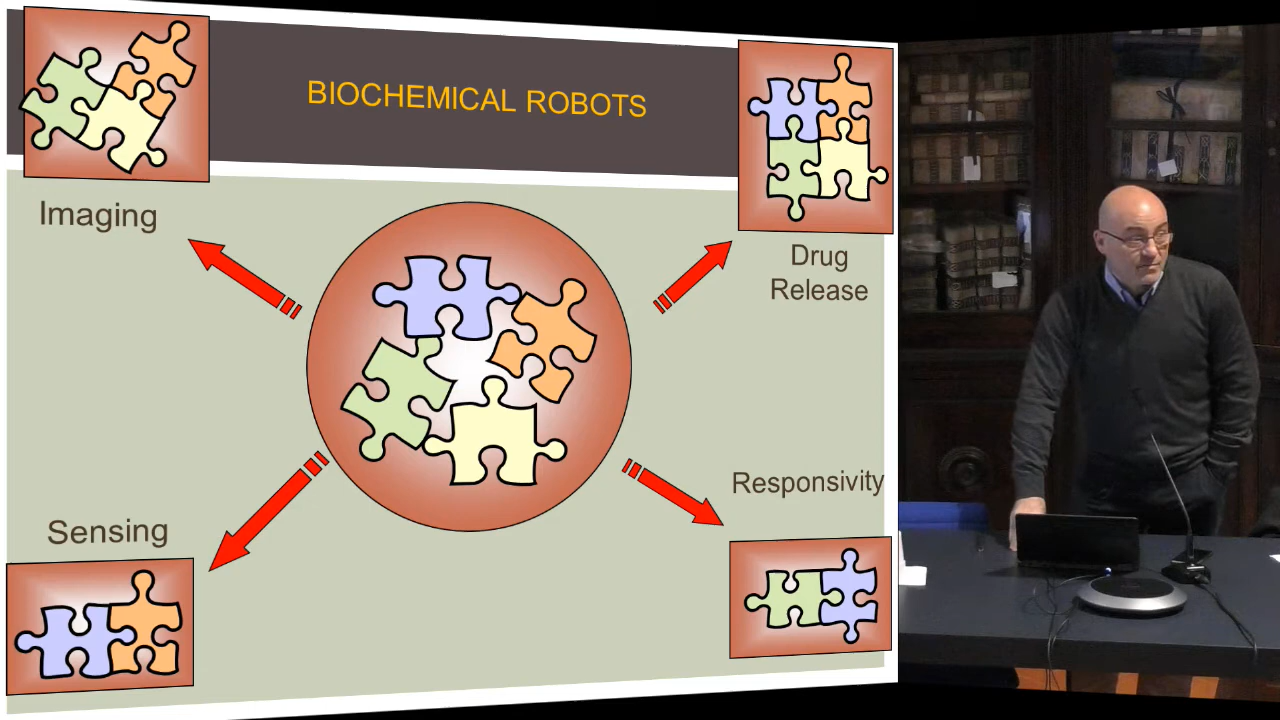 BIOCHEMICAL ROBOTS
Imaging
Drug
Release
Responsivity
Sensing